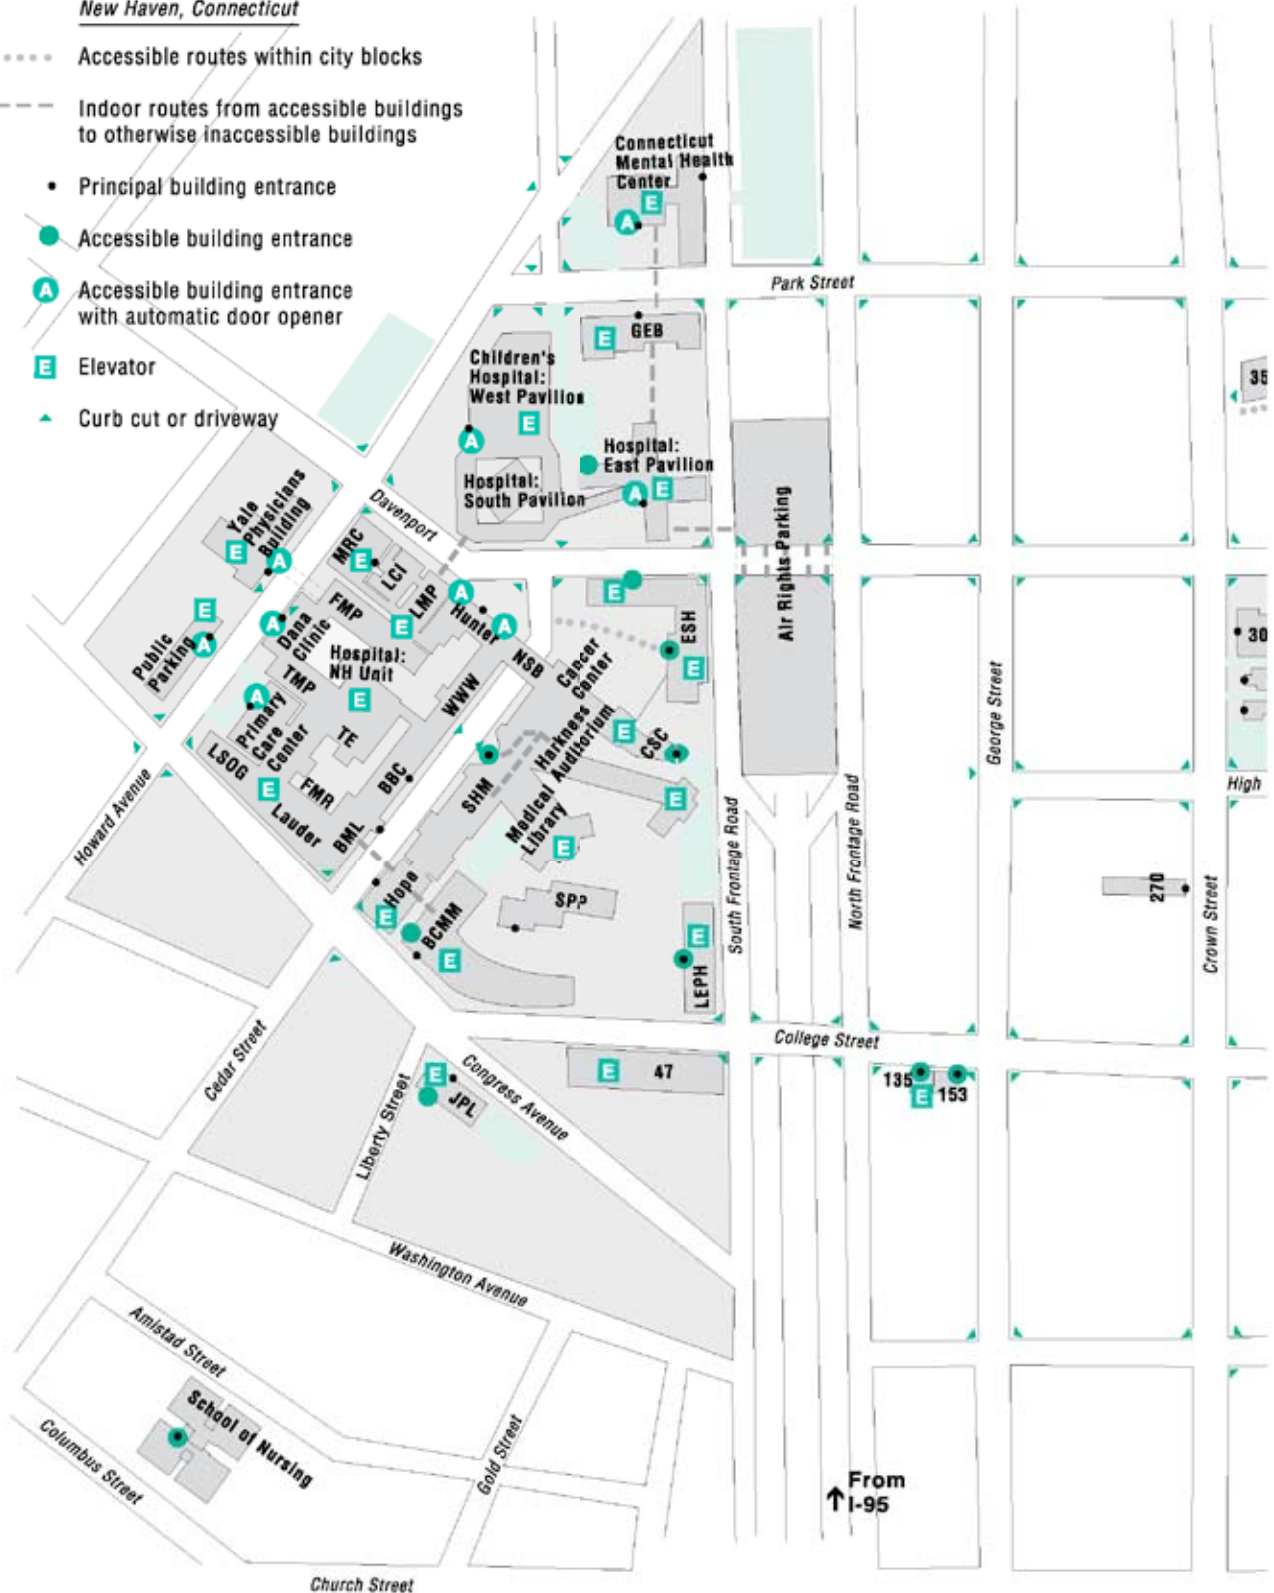 New Haven, Connecticut
Accessible routes within city blocks
Indoor routes from accessible buildings
to otherwise inaccessible buildings
Principal building entrance
Accessible building entrance
A
Accessible building entrance
with automatic door opener
E
Elevator
Curb cut or driveway
Connecticut
Mental Health
Center
E
A
Park Street
GEB
E
Children's
Hospital:
West Pavilion
E
A
35
Hospital:
East Pavilion
A
E
Hospital:
South Pavilion
Davenport
Air Rights Parking
Yale
Physicians
Building
E
A
MRC
E
LCI
LMP
A
Hunter
A
FMP
E
E
ESH
E
30
E
Public
Parking
A
A
Dana
Clinic
Hospital:
NH Unit
E
NSB
Cancer
Center
TMP
WWW
A
Primary
Care
Center
TE
Harkness
Auditorium
E
CSC
George Street
LSOG
E
FMR
BBC
SHM
Medical
Library
E
E
High
Howard Avenue
Lauder
BML
South Frontage Road
North Frontage Road
Hope
E
BCMM
E
SPP
E
LEPH
270
Crown Street
College Street
Cedar Street
Liberty Street
E
JPL
Congress Avenue
E
47
135
E
153
Washington Avenue
Amistad Street
School of Nursing
Columbus Street
Gold Street
From
I-95
Church Street